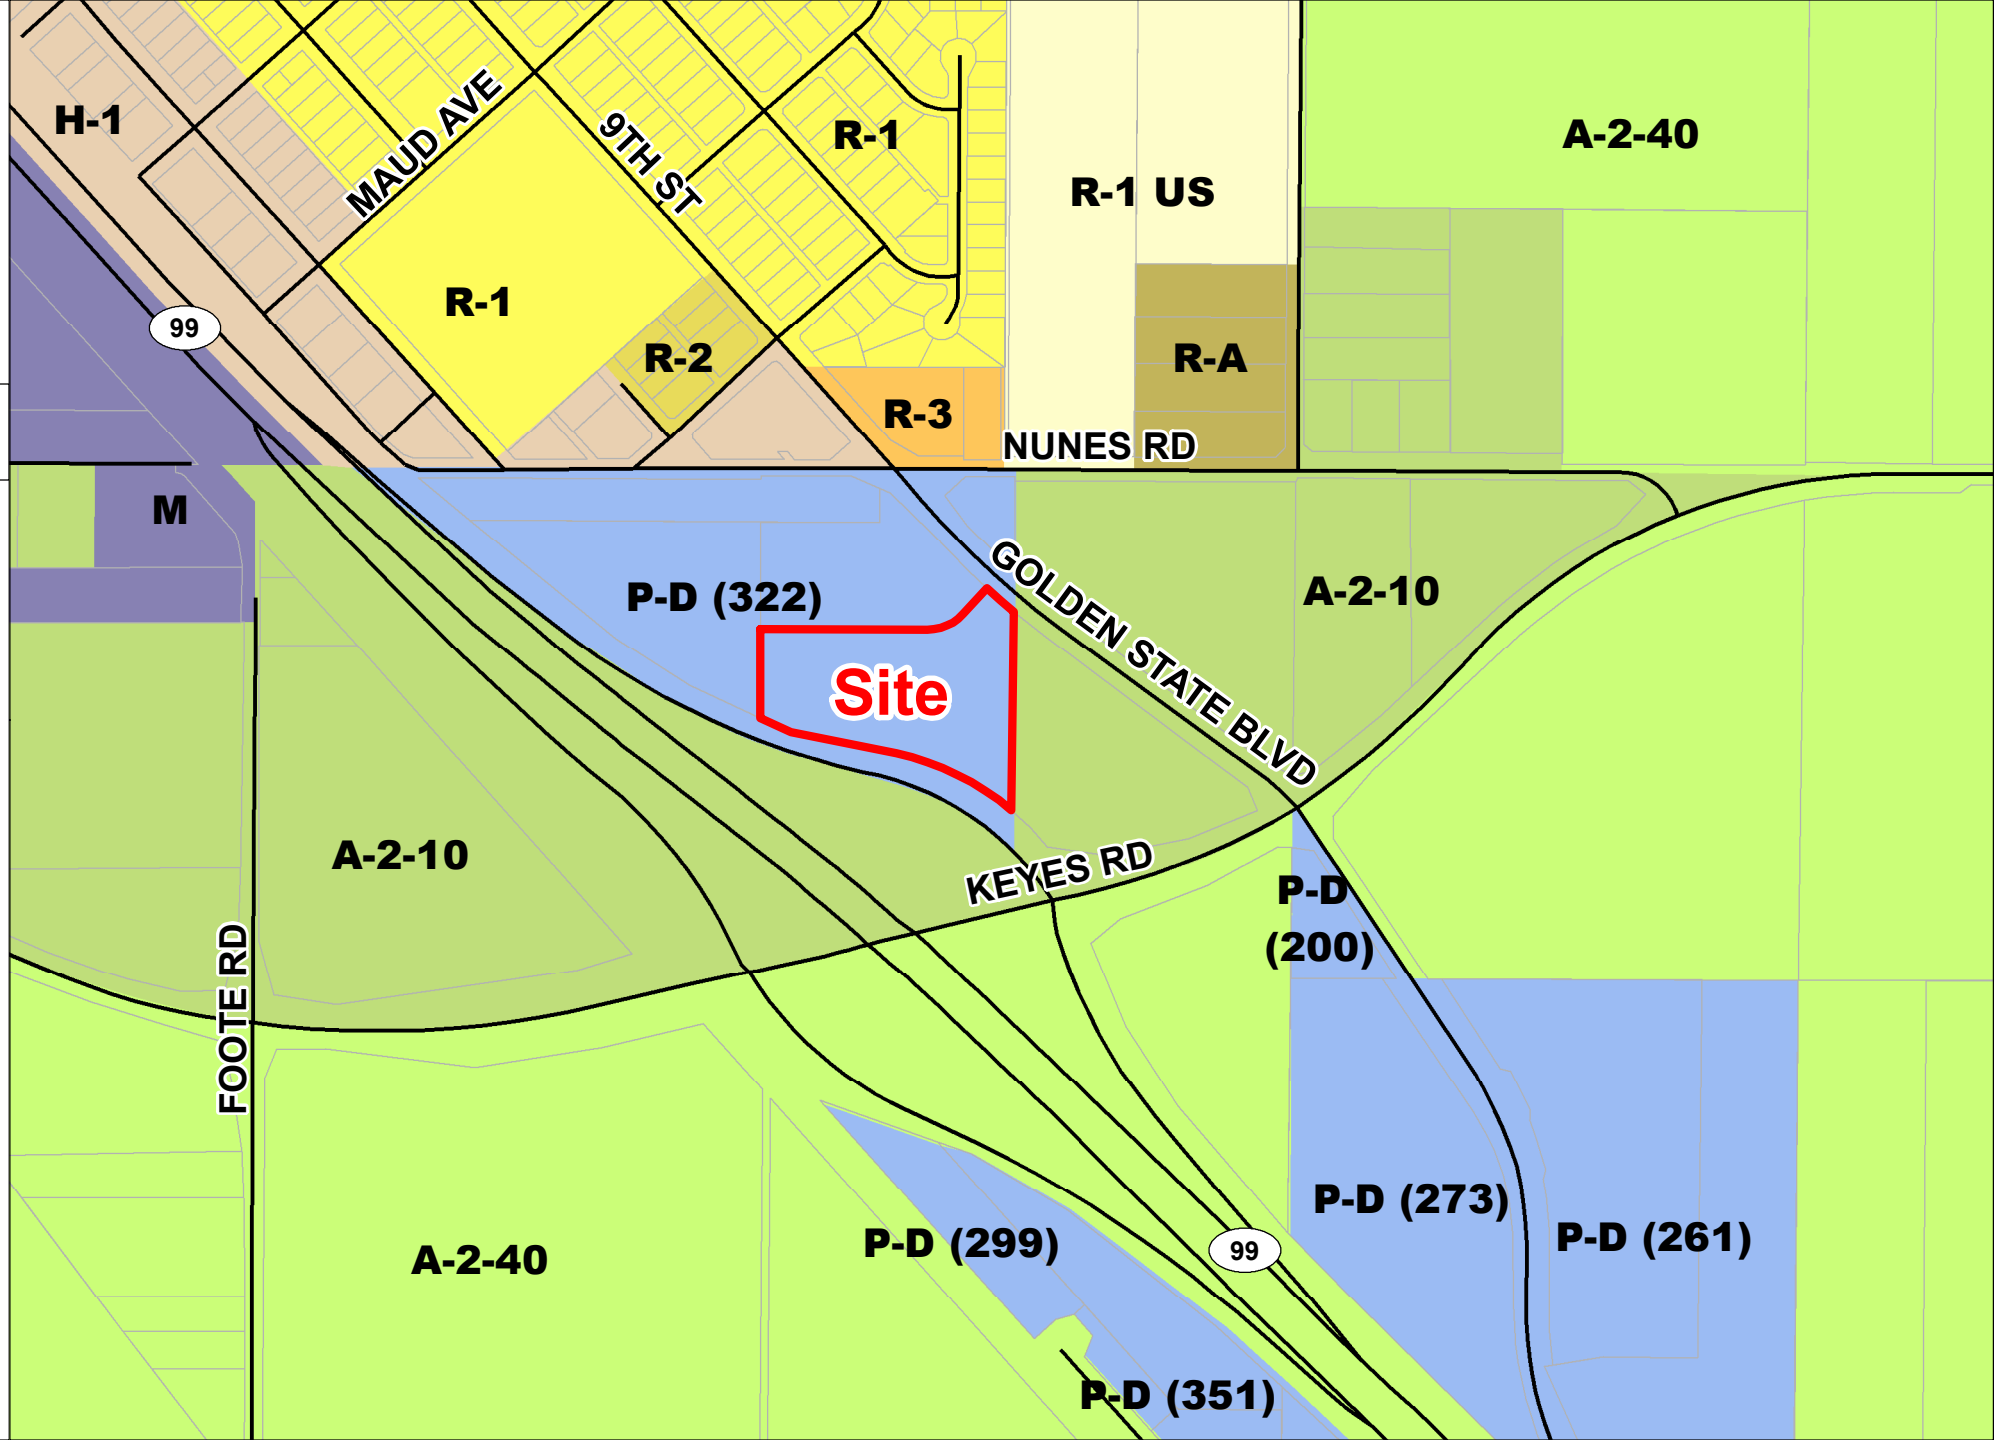 H-1
MAUD AVE
9TH ST
R-1
R-1 US
A-2-40
R-1
99
R-2
R-3
R-A
NUNES RD
M
P-D (322)
GOLDEN STATE BLVD
A-2-10
Site
A-2-10
KEYES RD
P-D
(200)
FOOTE RD
A-2-40
P-D (299)
99
P-D (273)
P-D (261)
P-D (351)